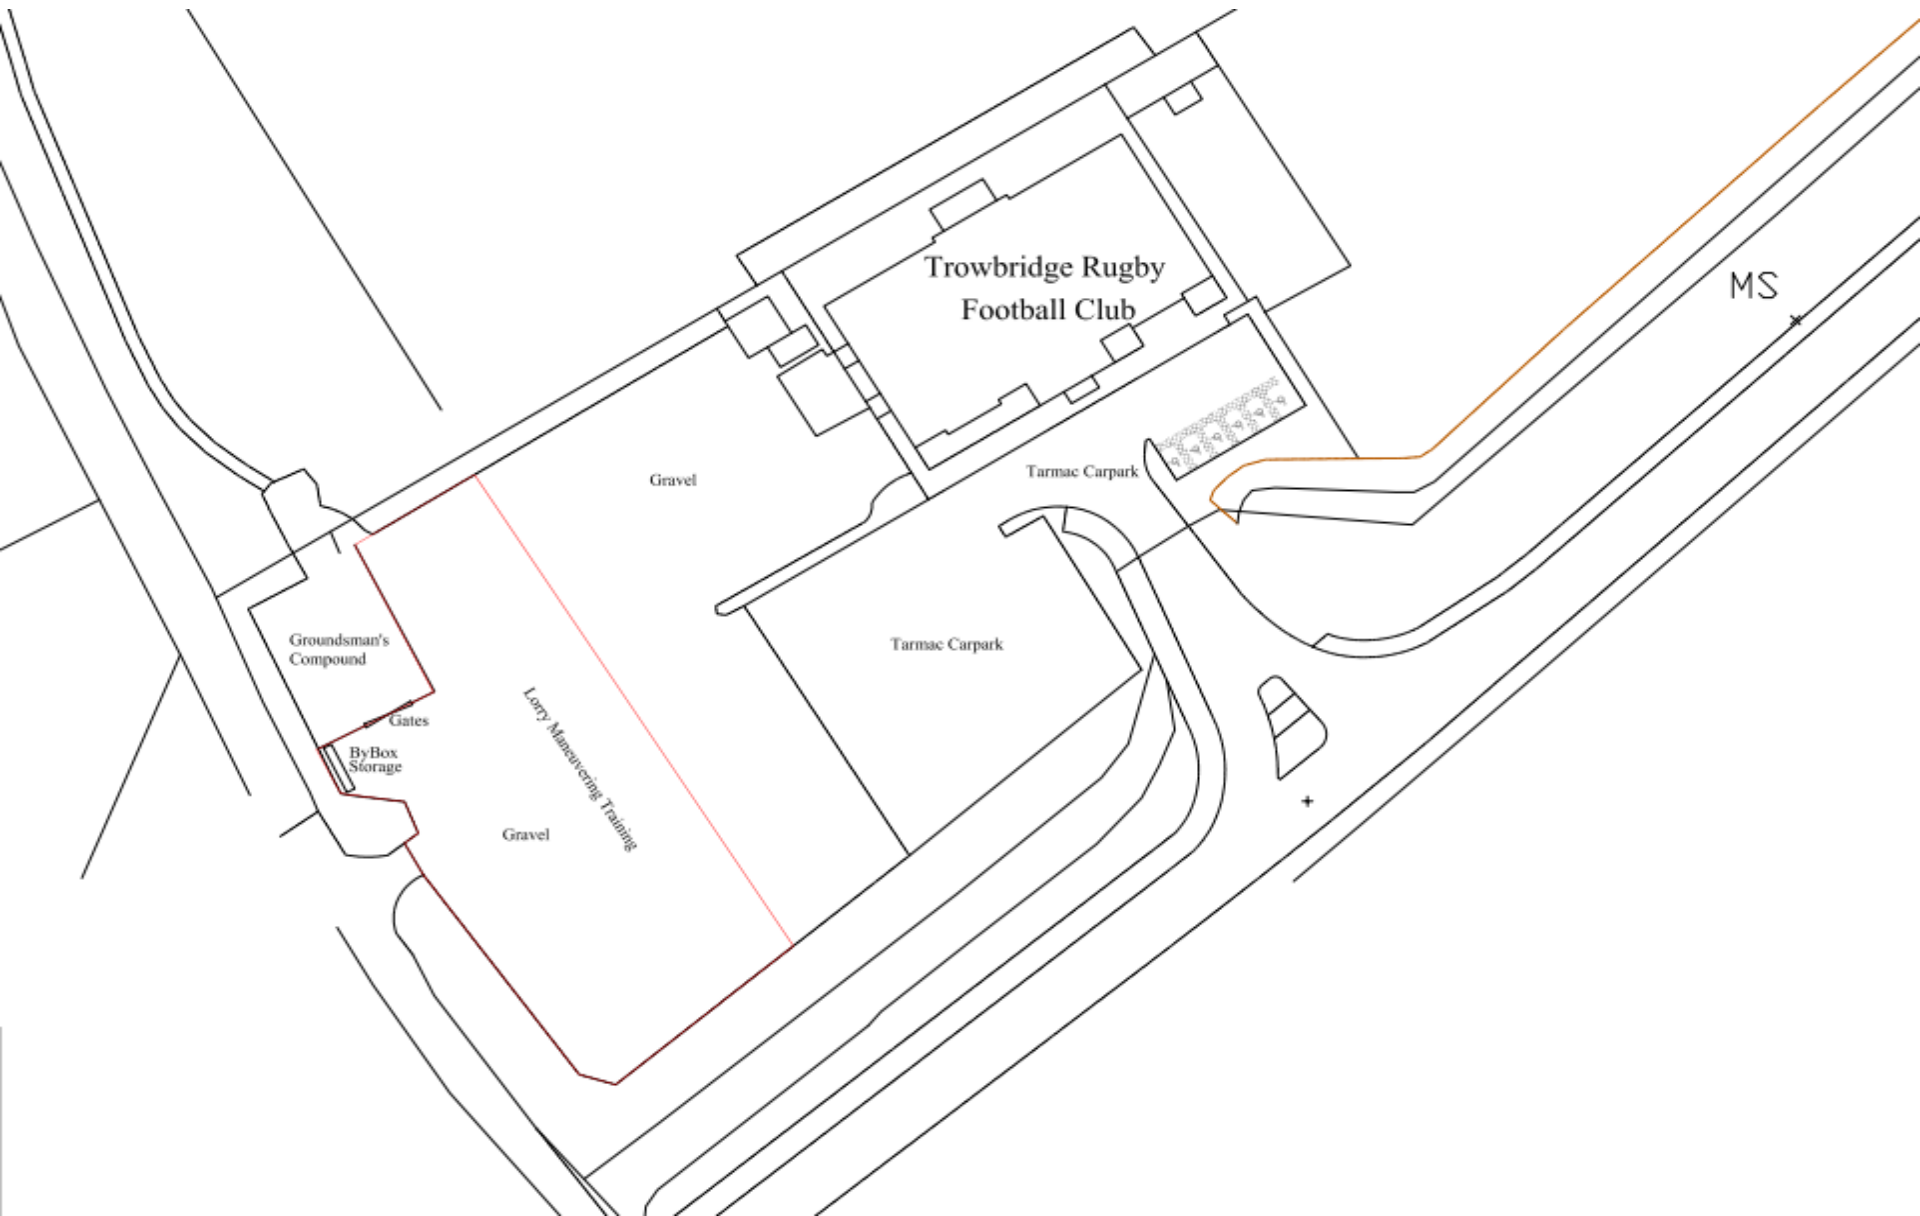 Trowbridge Rugby
Football Club
MS
Gravel
Tarmac Carpark
Groundsman's
Compound
Tarmac Carpark
Gates
ByBox
Storage
Lorry Maneuvering Training
Gravel